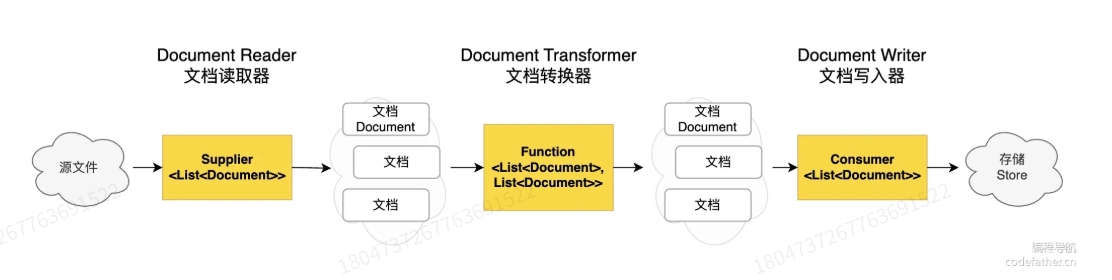 Document Reader
文档读取器
Document Transformer
文档转换器
Document Writer
文档写入器
源文件
Supplier
<List<Document>>
文档
Document
文档
文档
Function
<List<Document>,
List<Document>>
文档
Document
文档
文档
Consumer
<List<Document>>
存储
Store
1804737267763691522
1804737267763691522
编程导航
codefather.cn